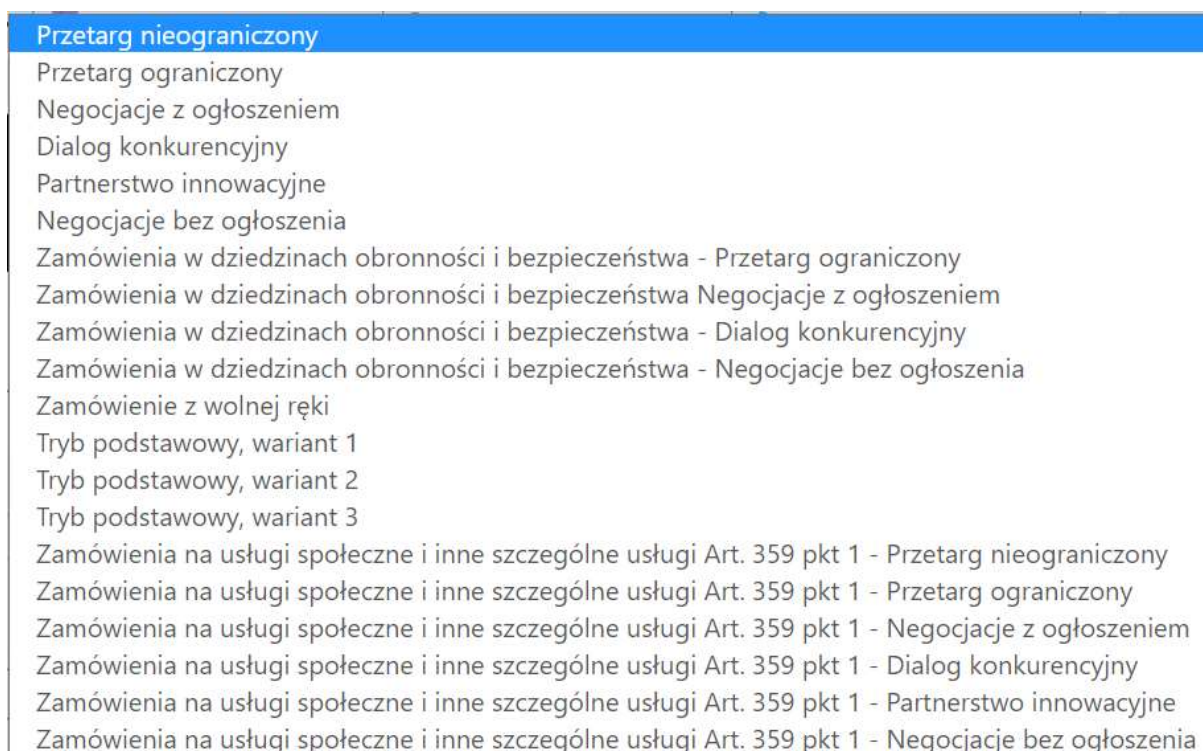 Przetarg nieograniczony
Przetarg ograniczony
Negocjacje z ogłoszeniem
Dialog konkurencyjny
Partnerstwo innowacyjne
Negocjacje bez ogłoszenia
Zamówienia w dziedzinach obronności i bezpieczeństwa - Przetarg ograniczony
Zamówienia w dziedzinach obronności i bezpieczeństwa Negocjacje z ogłoszeniem
Zamówienia w dziedzinach obronności i bezpieczeństwa - Dialog konkurencyjny
Zamówienia w dziedzinach obronności i bezpieczeństwa - Negocjacje bez ogłoszenia
Zamówienie z wolnej ręki
Tryb podstawowy, wariant 1
Tryb podstawowy, wariant 2
Tryb podstawowy, wariant 3
Zamówienia na usługi społeczne i inne szczególne usługi Art. 359 pkt 1 - Przetarg nieograniczony
Zamówienia na usługi społeczne i inne szczególne usługi Art. 359 pkt 1 - Przetarg ograniczony
Zamówienia na usługi społeczne i inne szczególne usługi Art. 359 pkt 1 - Negocjacje z ogłoszeniem
Zamówienia na usługi społeczne i inne szczególne usługi Art. 359 pkt 1 - Dialog konkurencyjny
Zamówienia na usługi społeczne i inne szczególne usługi Art. 359 pkt 1 - Partnerstwo innowacyjne
Zamówienia na usługi społeczne i inne szczególne usługi Art. 359 pkt 1 - Negocjacje bez ogłoszenia